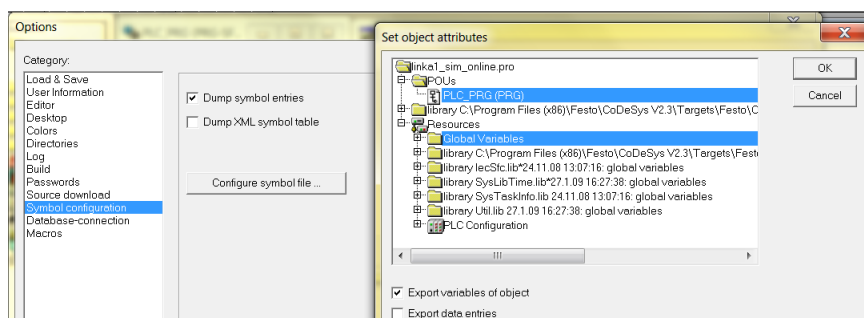 Options
Category:
Load & Save
User Information
Editor
Desktop
Colors
Directories
Log
Build
Passwords
Source download
Symbol configuration
Database-connection
Macros
Dump symbol entries
Dump XML symbol table
Configure symbol file ...
Set object attributes
linka1_sim_online.pro
POUs
PLC_PRG (PRG)
library C:\Program Files (x86)\Festo\CoDeSys V2.3\Targets\Festo\C
Resources
Global Variables
library C:\Program Files (x86)\Festo\CoDeSys V2.3\Targets\Fest
library IecSfc.lib*24.11.08 13:07:16: global variables
library SysLibTime.lib*27.1.09 16:27:38: global variables
library SysTaskInfo.lib 24.11.08 13:07:16: global variables
library Util.lib 27.1.09 16:27:38: global variables
PLC Configuration
OK
Cancel
Export variables of object
Export data entries